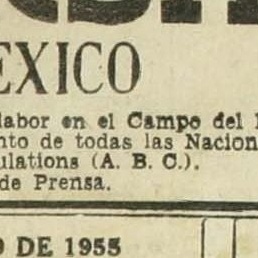 EXICO
labor en el Campo del
nto de todas las Nacion
ulations (A. B. C.).
de Prensa.
DE 1955